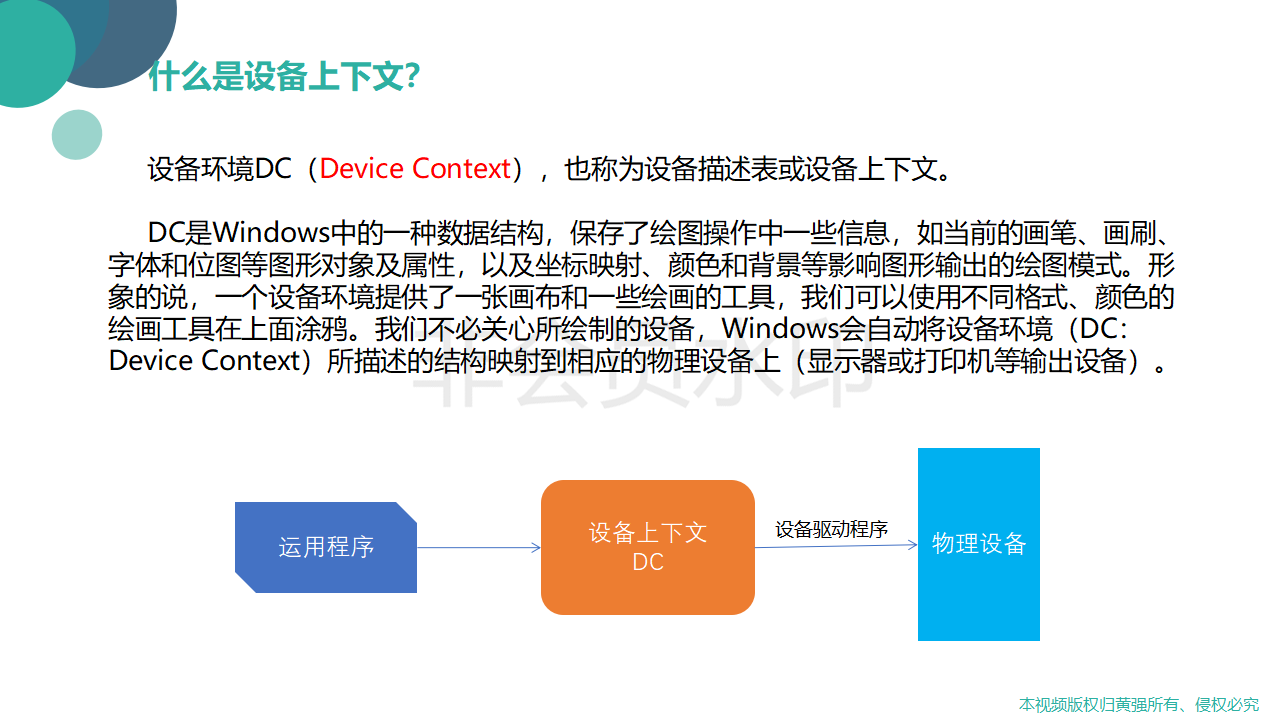 什么是设备上下文?
设备环境DC（Device Context），也称为设备描述表或设备上下文。
DC是Windows中的一种数据结构，保存了绘图操作中一些信息，如当前的画笔、画刷、
字体和位图等图形对象及属性，以及坐标映射、颜色和背景等影响图形输出的绘图模式。形
象的说，一个设备环境提供了一张画布和一些绘画的工具，我们可以使用不同格式、颜色的
绘画工具在上面涂鸦。我们不必关心所绘制的设备，Windows会自动将设备环境（DC：
Device Context）所描述的结构映射到相应的物理设备上（显示器或打印机等输出设备）。
非会员水印
运用程序
设备上下文
DC
设备驱动程序
物理设备
本视频版权归黄强所有、侵权必究